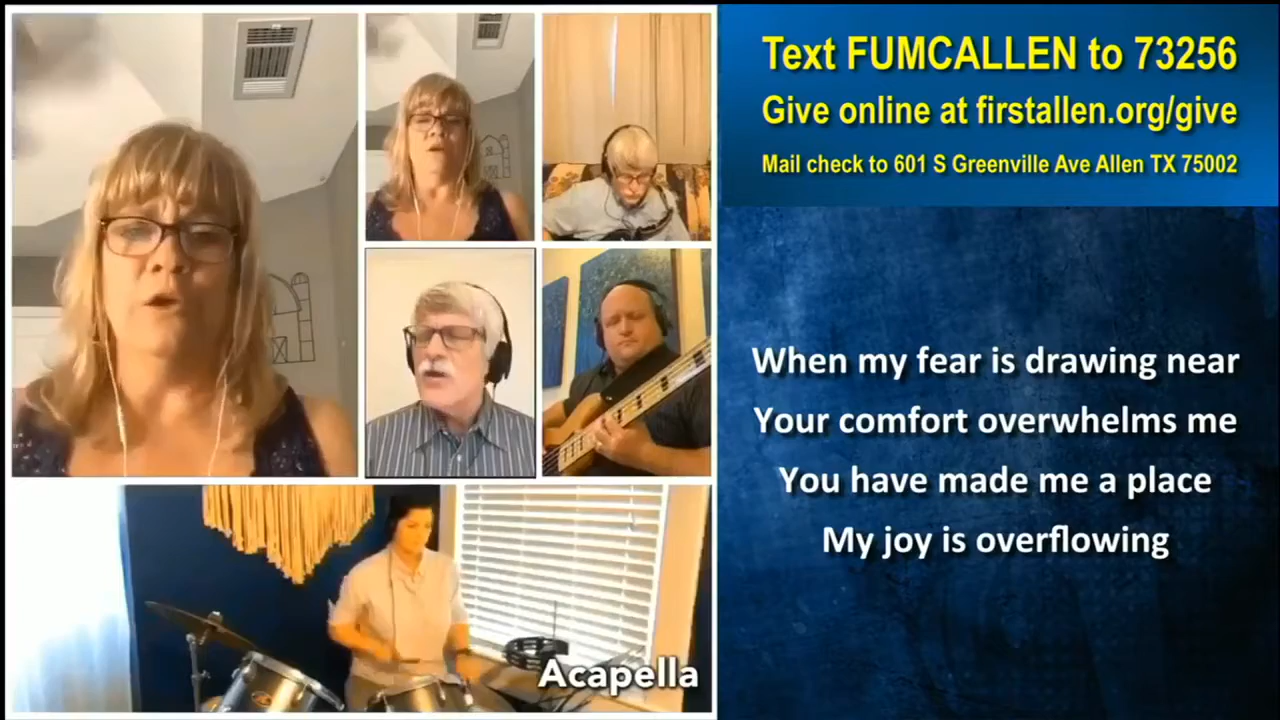 Text FUMCALLEN to 73256
Give online at firstallen.org/give
Mail check to 601 S Greenville Ave Allen TX 75002
When my fear is drawing near
Your comfort overwhelms me
You have made me a place
My joy is overflowing
Acapella